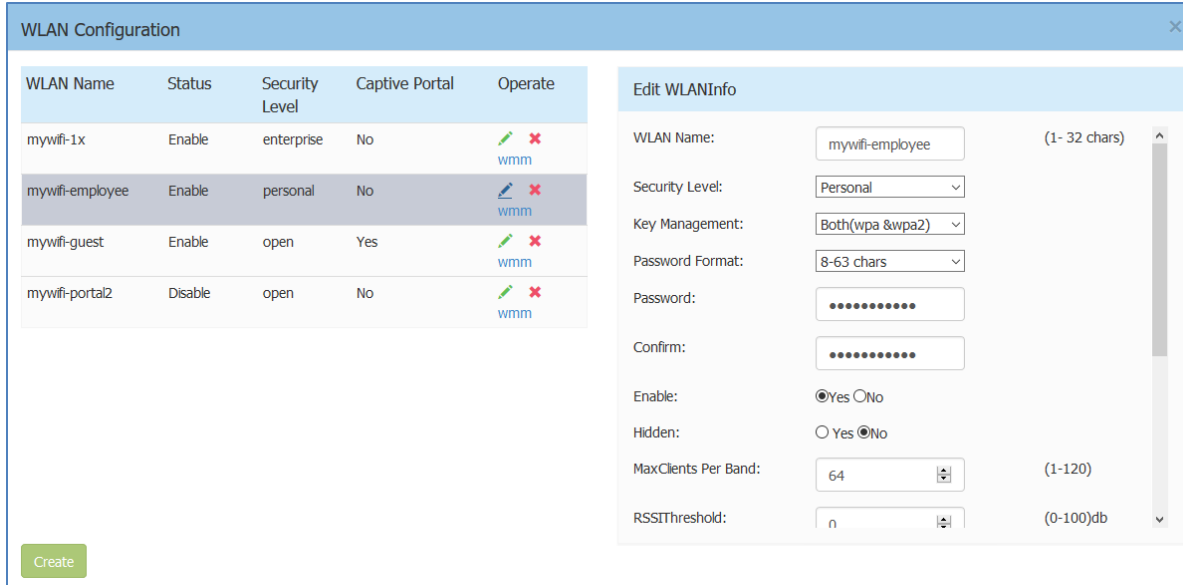 WLAN Configuration
WLAN Name Status Security Level Captive Portal Operate
mywifi-1x Enable enterprise No
wmm
mywifi-employee Enable personal No
wmm
mywifi-guest Enable open Yes
wmm
mywifi-portal2 Disable open No
wmm
Create
Edit WLANInfo
WLAN Name: mywifi-employee (1- 32 chars)
Security Level: Personal
Key Management: Both(wpa &wpa2)
Password Format: 8-63 chars
Password: •••••••••••
Confirm: •••••••••••
Enable: Yes No
Hidden: Yes No
MaxClients Per Band: 64 (1-120)
RSSIThreshold: 0 (0-100)db